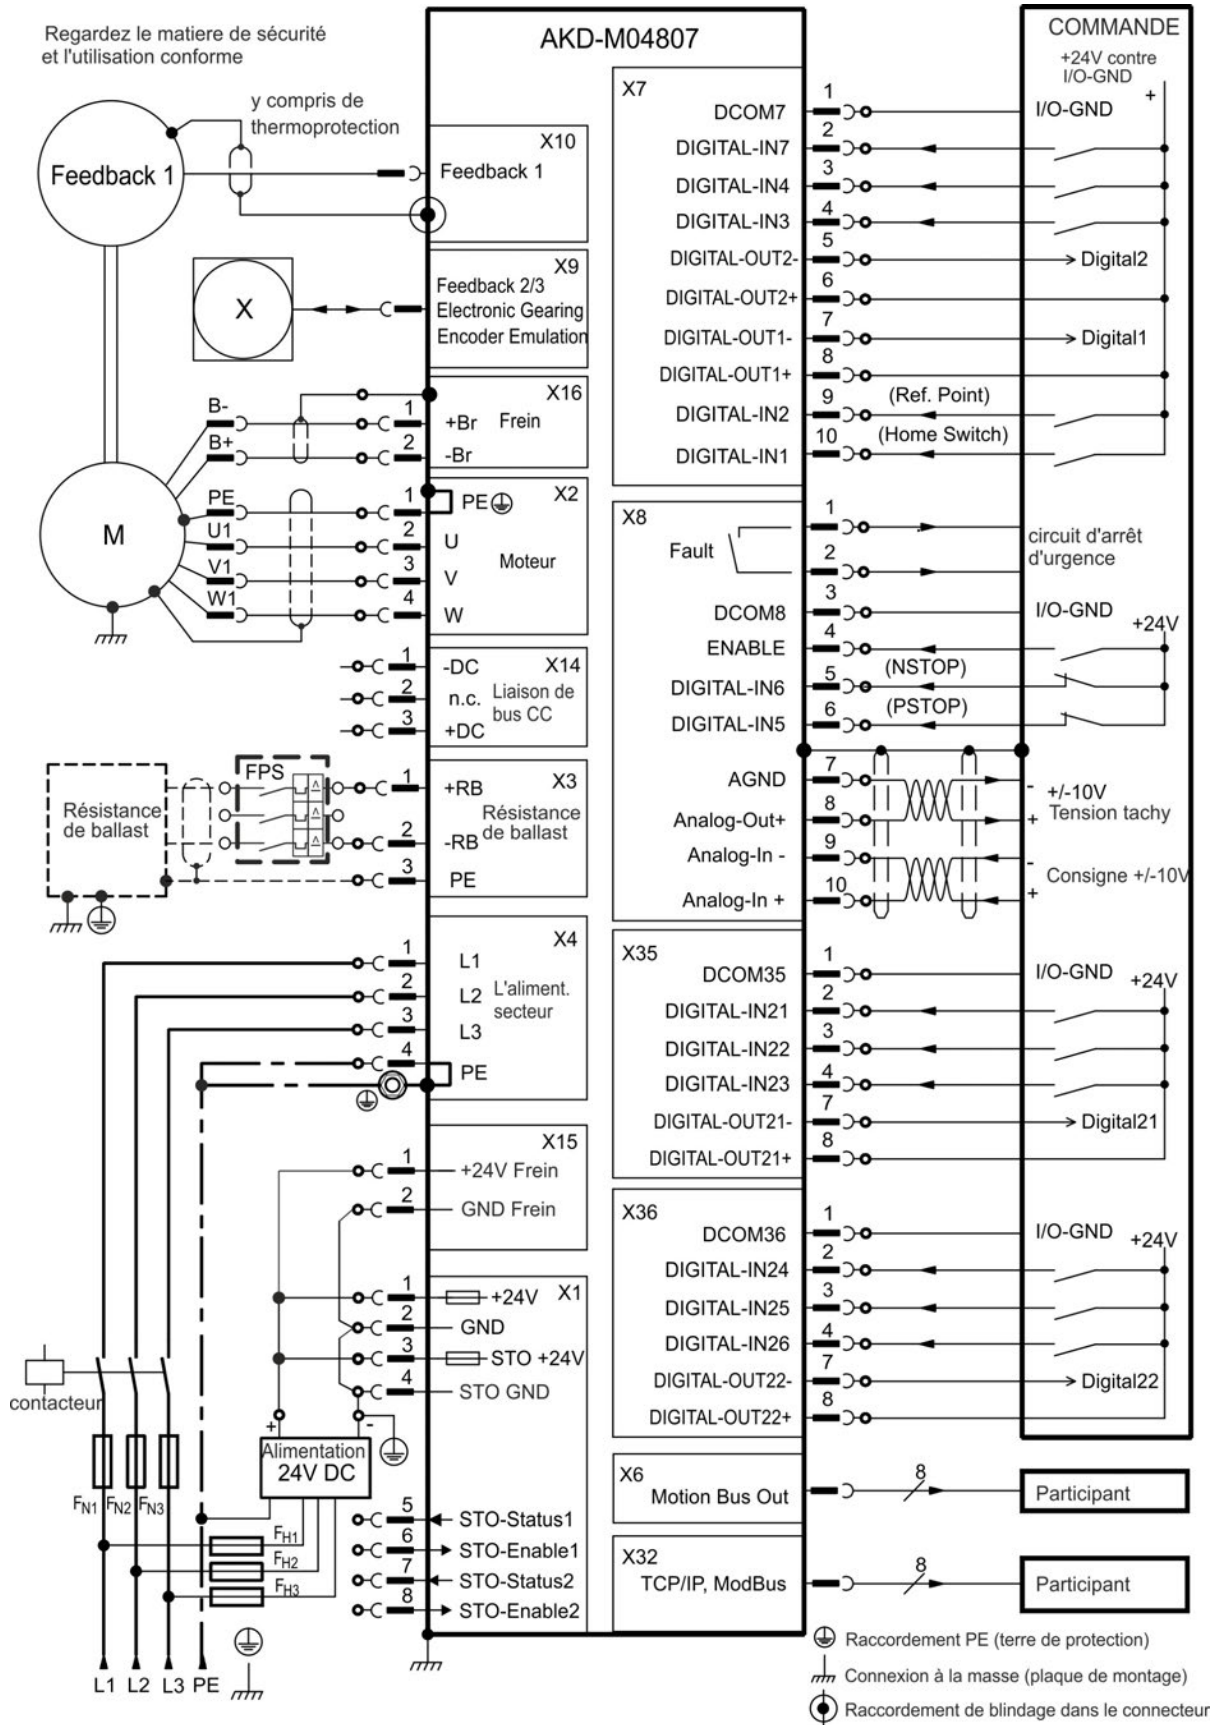 Regardez le matiere de sécurité
et l'utilisation conforme
AKD-M04807
COMMANDE
+24V contre
I/O-GND
+
Feedback 1
y compris de
thermoprotection
X10
Feedback 1
X
X9
Feedback 2/3
Electronic Gearing
Encoder Emulation
X16
B-
1
+Br
Frein
B+
2
-Br
M
X2
PE
1
PE
U1
2
U
Moteur
V1
3
V
W1
4
W
X14
1
-DC
2
n.c.
Liaison de
bus CC
3
+DC
Résistance
de ballast
FPS
X3
1
+RB
Résistance
de ballast
2
-RB
3
PE
X4
1
L1
2
L2
L'aliment.
secteur
3
L3
4
PE
X15
1
+24V Frein
2
GND Frein
X1
1
+24V
2
GND
3
STO +24V
4
STO GND
contacteur
+
-
Alimentation
24V DC
FN1
FN2
FN3
FH1
FH2
FH3
5
STO-Status1
6
STO-Enable1
7
STO-Status2
8
STO-Enable2
L1 L2 L3 PE
X7
DCOM7
1
I/O-GND
DIGITAL-IN7
2
DIGITAL-IN4
3
DIGITAL-IN3
4
DIGITAL-OUT2-
5
Digital2
DIGITAL-OUT2+
6
DIGITAL-OUT1-
7
Digital1
DIGITAL-OUT1+
8
DIGITAL-IN2
9
(Ref. Point)
DIGITAL-IN1
10
(Home Switch)
X8
Fault
1
2
circuit d'arrêt
d'urgence
DCOM8
3
I/O-GND
+24V
ENABLE
4
DIGITAL-IN6
5
(NSTOP)
DIGITAL-IN5
6
(PSTOP)
AGND
7
-
Analog-Out+
8
+
+/-10V
Tension tachy
Analog-In -
9
-
Analog-In +
10
+
Consigne +/-10V
X35
DCOM35
1
I/O-GND
+24V
DIGITAL-IN21
2
DIGITAL-IN22
3
DIGITAL-IN23
4
DIGITAL-OUT21-
7
Digital21
DIGITAL-OUT21+
8
X36
DCOM36
1
I/O-GND
+24V
DIGITAL-IN24
2
DIGITAL-IN25
3
DIGITAL-IN26
4
DIGITAL-OUT22-
7
Digital22
DIGITAL-OUT22+
8
X6
Motion Bus Out
8
Participant
X32
TCP/IP, ModBus
8
Participant
Raccordement PE (terre de protection)
Connexion à la masse (plaque de montage)
Raccordement de blindage dans le connecteur